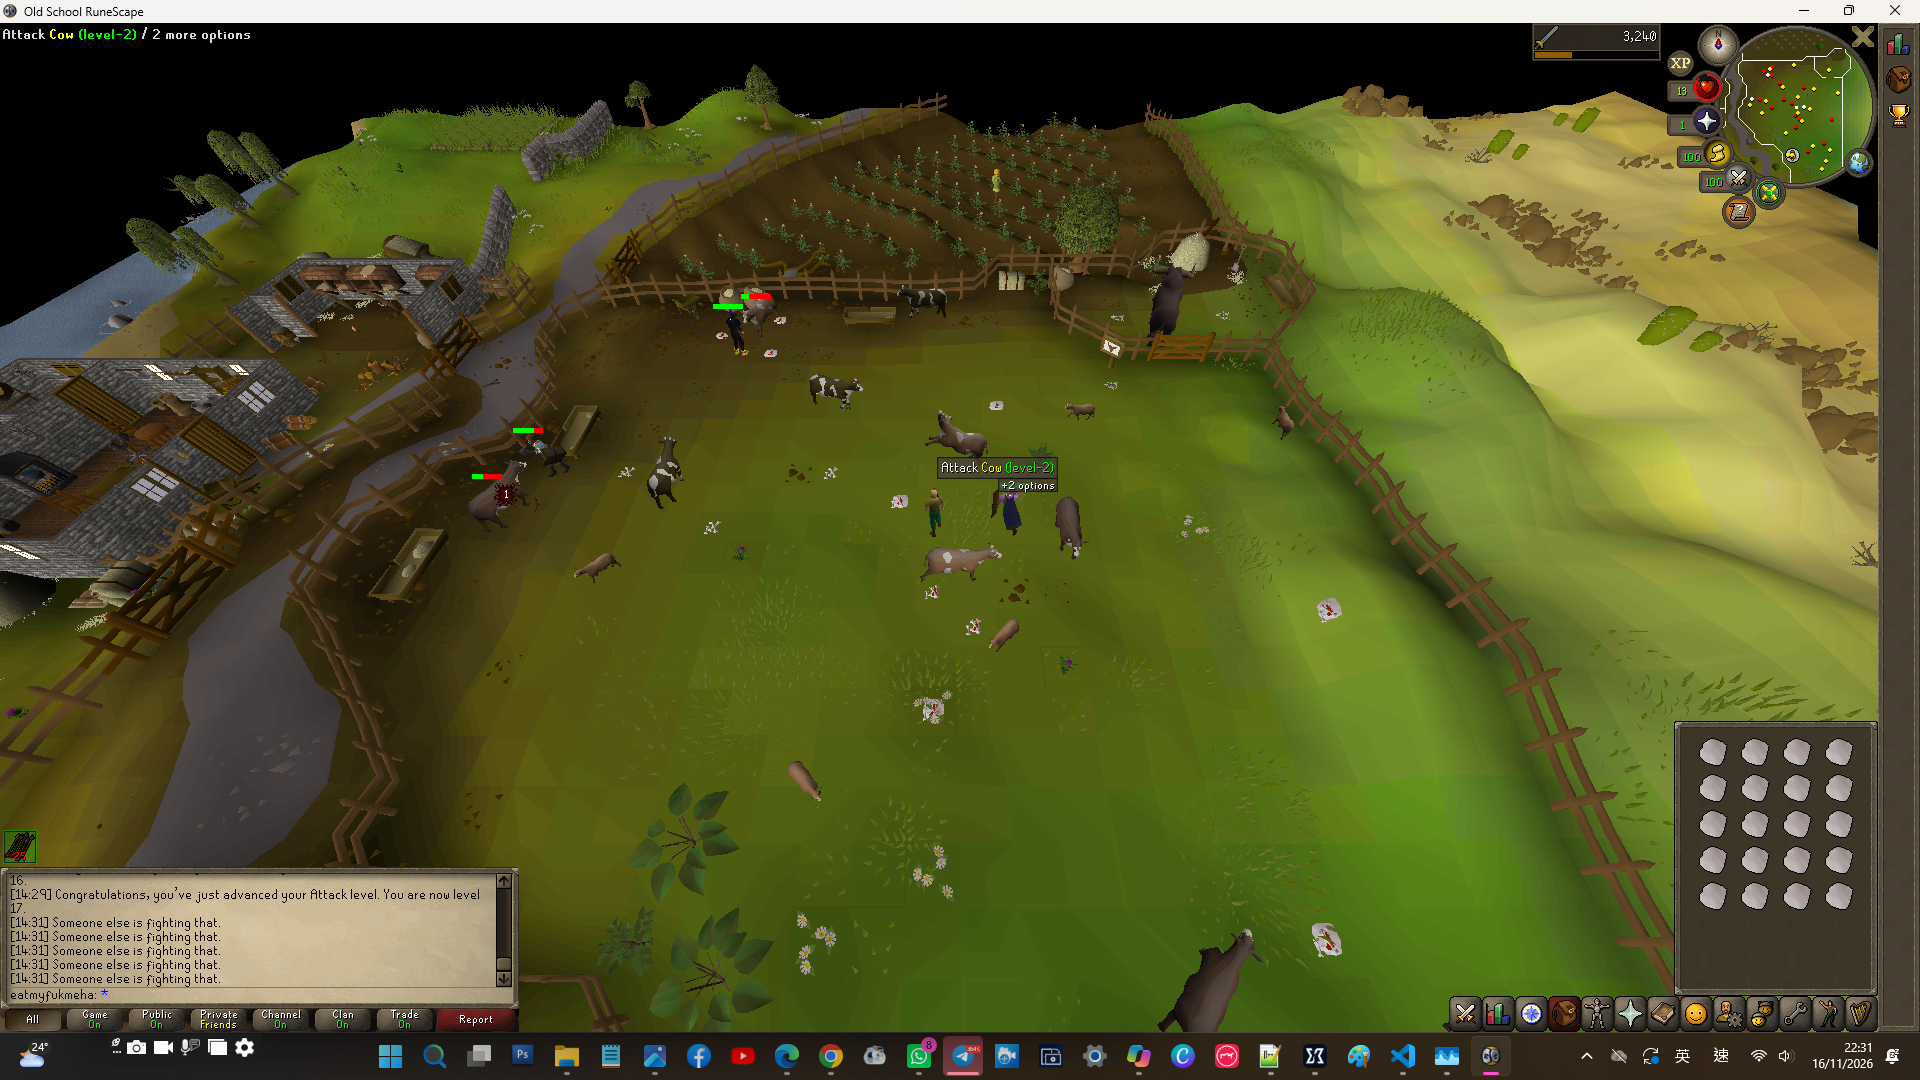 Old School RuneScape
Attack Cow (level-2) / 2 more options
3,240
N
XP
13
1
100
100
Attack Cow (level-2)
+2 options
1
16.
[14:29] Congratulations, you've just advanced your Attack level. You are now level
17.
[14:31] Someone else is fighting that.
[14:31] Someone else is fighting that.
[14:31] Someone else is fighting that.
[14:31] Someone else is fighting that.
[14:31] Someone else is fighting that.
eatmyfukmeha: *
All
Game
On
Public
On
Private
Friends
Channel
On
Clan
On
Trade
On
Report
24°
Ps
8
英
速
22:31
16/11/2026